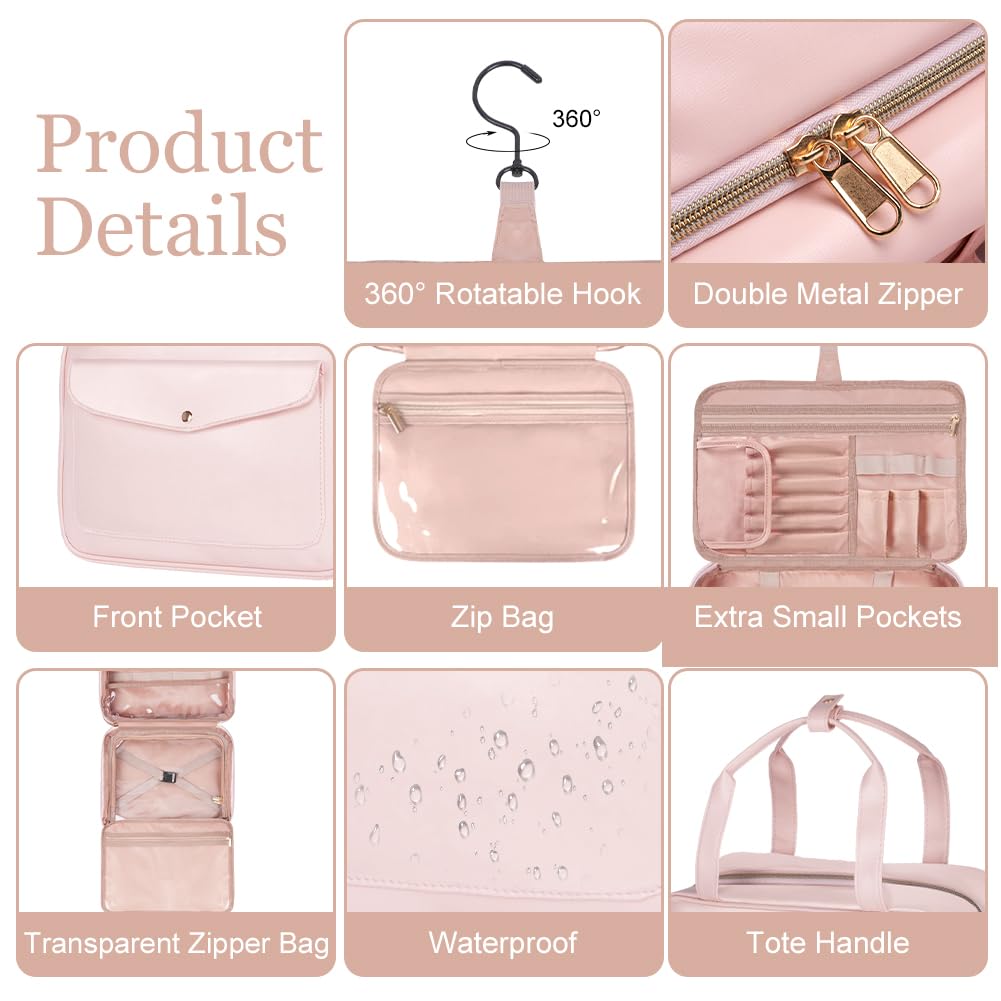 Product
Details
360°
360° Rotatable Hook
Double Metal Zipper
Front Pocket
Zip Bag
Extra Small Pockets
Transparent Zipper Bag
Waterproof
Tote Handle